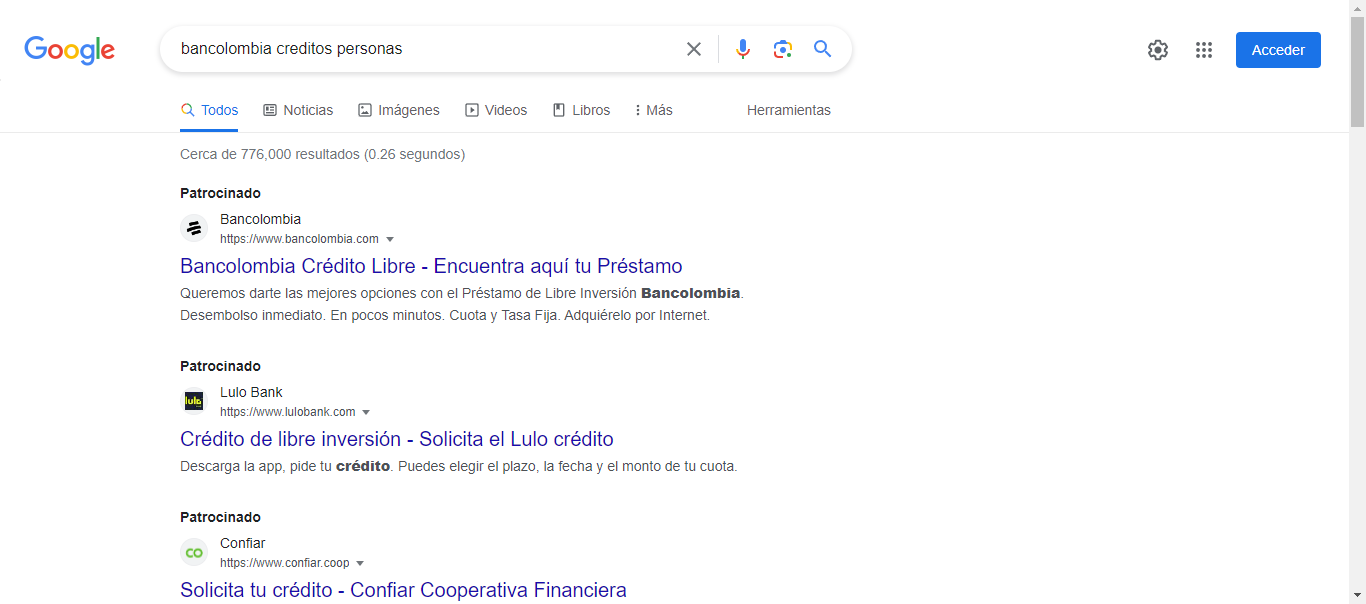 Google
bancolombia creditos personas
Acceder
Todos
Noticias
Imágenes
Videos
Libros
Más
Herramientas
Cerca de 776,000 resultados (0.26 segundos)
Patrocinado
Bancolombia
https://www.bancolombia.com
Bancolombia Crédito Libre - Encuentra aquí tu Préstamo
Queremos darte las mejores opciones con el Préstamo de Libre Inversión Bancolombia.
Desembolso inmediato. En pocos minutos. Cuota y Tasa Fija. Adquiérelo por Internet.
Patrocinado
lulo
Lulo Bank
https://www.lulobank.com
Crédito de libre inversión - Solicita el Lulo crédito
Descarga la app, pide tu crédito. Puedes elegir el plazo, la fecha y el monto de tu cuota.
Patrocinado
co
Confiar
https://www.confiar.coop
Solicita tu crédito - Confiar Cooperativa Financiera